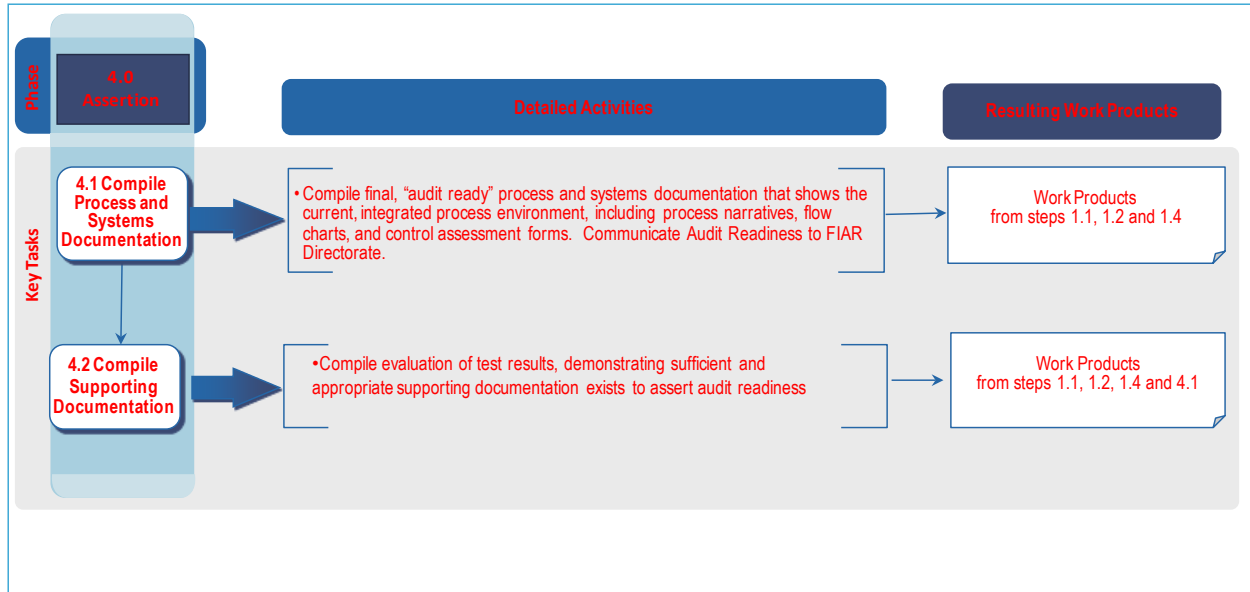 Phase
4.0
Assertion
Detailed Activities
Resulting Work Products
Key Tasks
4.1 Compile
Process and
Systems
Documentation
• Compile final, “audit ready” process and systems documentation that shows the
current, integrated process environment, including process narratives, flow
charts, and control assessment forms. Communicate Audit Readiness to FIAR
Directorate.
Work Products
from steps 1.1, 1.2 and 1.4
4.2 Compile
Supporting
Documentation
•Compile evaluation of test results, demonstrating sufficient and
appropriate supporting documentation exists to assert audit readiness
Work Products
from steps 1.1, 1.2, 1.4 and 4.1